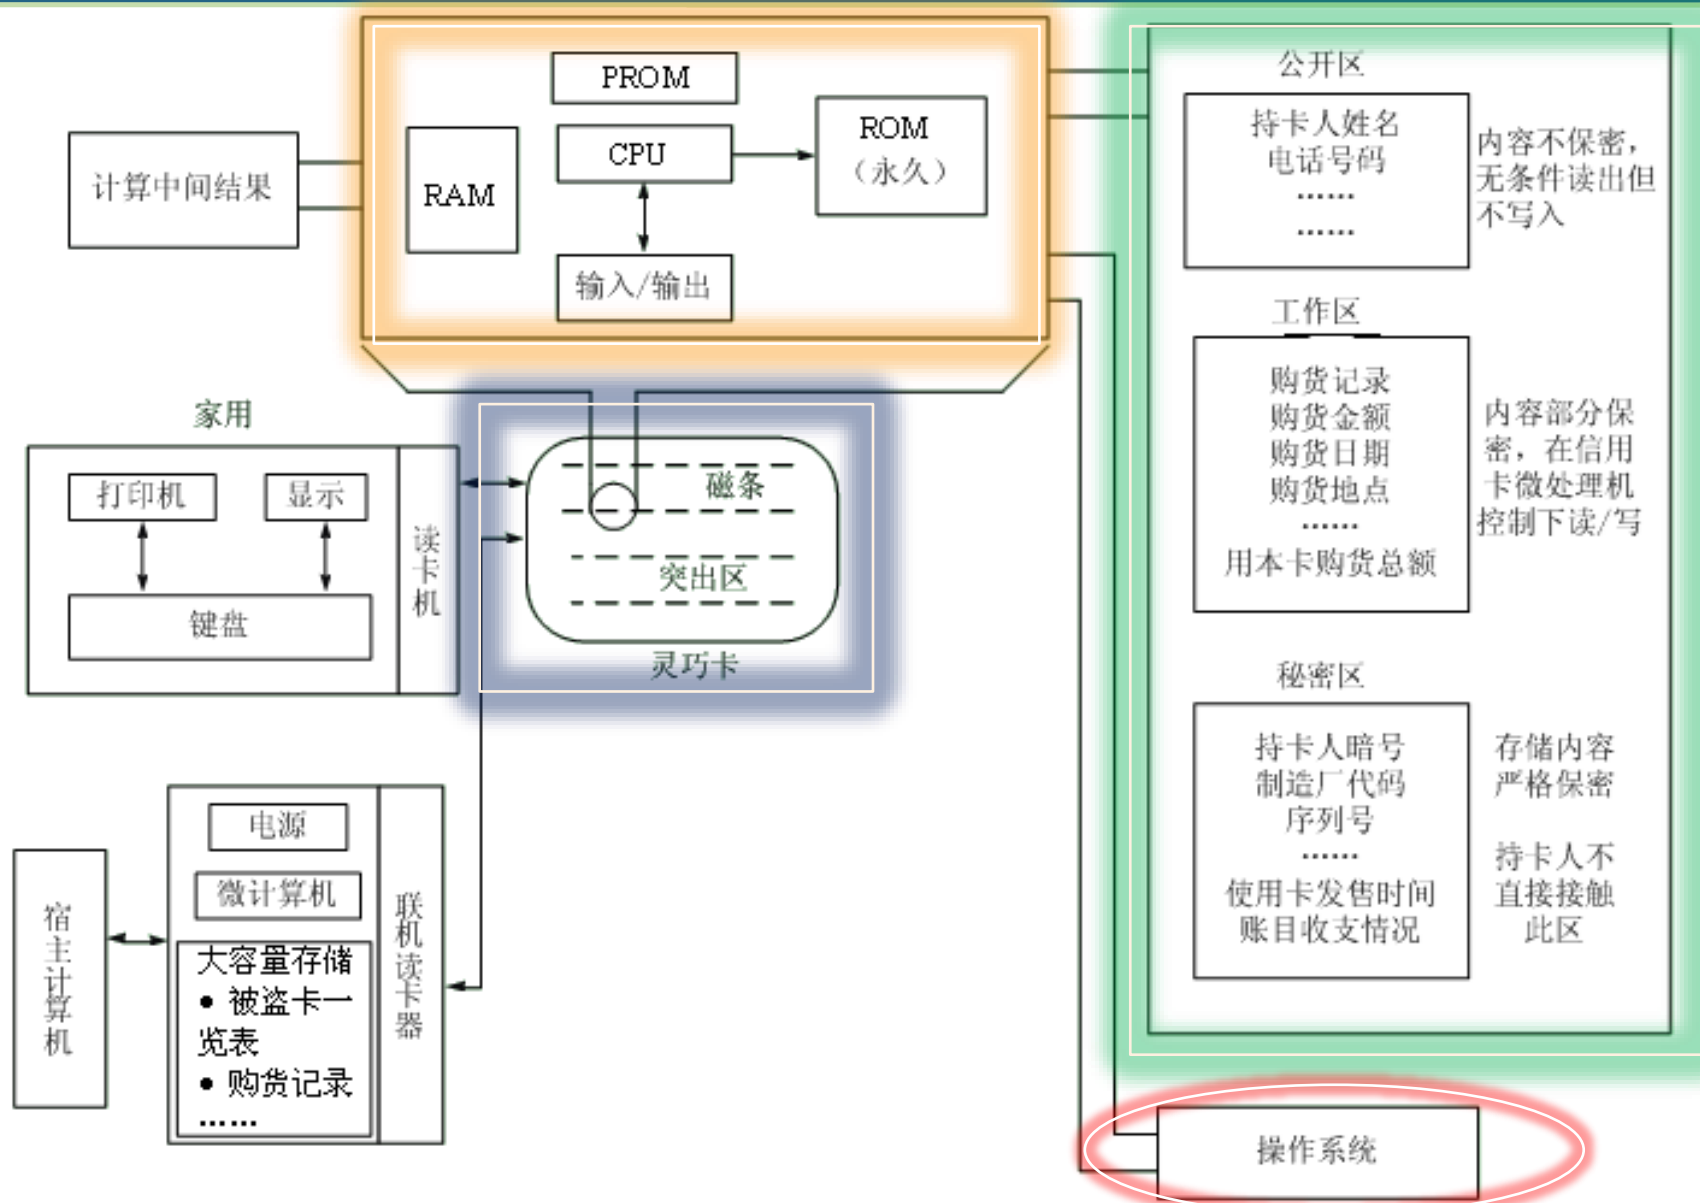 PROM
CPU
RAM
ROM
(永久)
输入/输出
计算中间结果
公开区
持卡人姓名
电话号码
……
……
内容不保密，
无条件读出但
不写入
工作区
购货记录
购货金额
购货日期
购货地点
……
用本卡购货总额
内容部分保
密，在信用
卡微处理机
控制下读/写
秘密区
持卡人暗号
制造厂代码
序列号
……
使用卡发售时间
账目收支情况
存储内容
严格保密
持卡人不
直接接触
此区
家用
打印机
显示
键盘
读卡机
磁条
突出区
灵巧卡
宿主计算机
电源
微计算机
大容量存储
• 被盗卡一
览表
• 购货记录
……
联机读卡器
操作系统